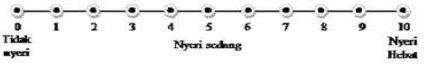 0 1 2 3 4 5 6 7 8 9 10
Tidak Nyeri sedang Nyeri
nyeri Hebat